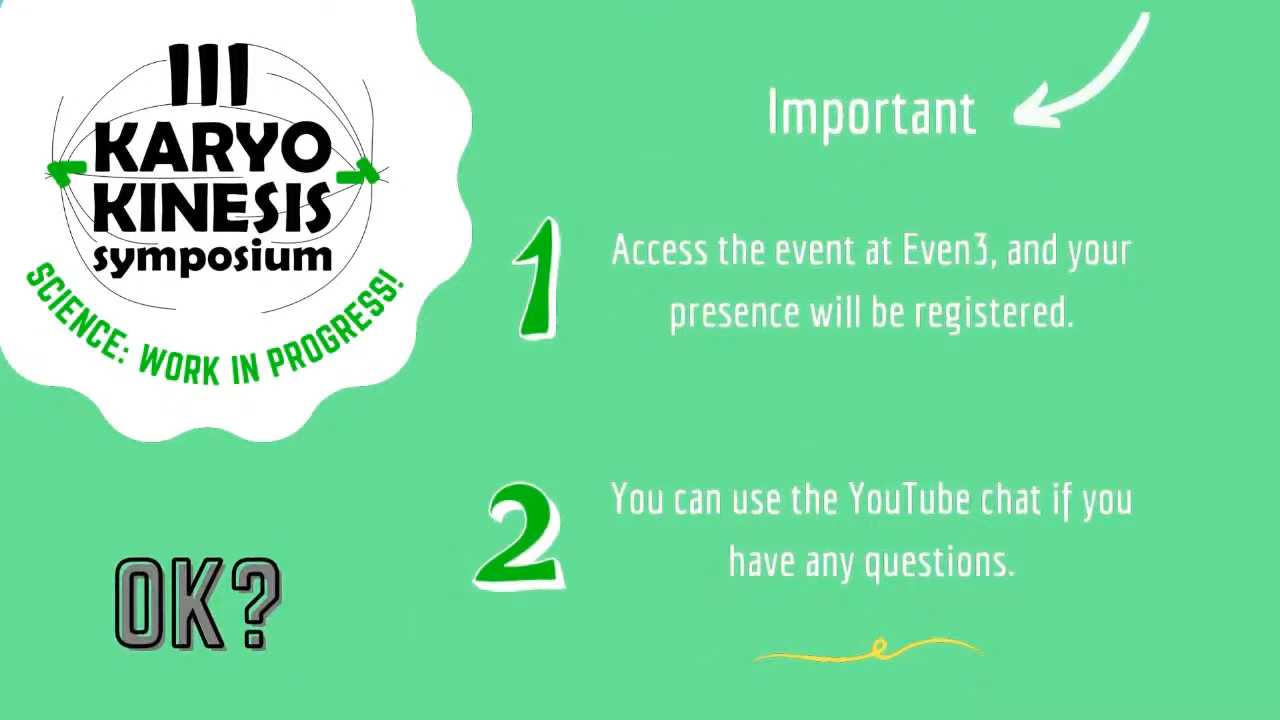 III
KARYO
KINESIS
symposium
SCIENCE: WORK IN PROGRESS!
Important
1
Access the event at Even3, and your
presence will be registered.
2
You can use the YouTube chat if you
have any questions.
OK?